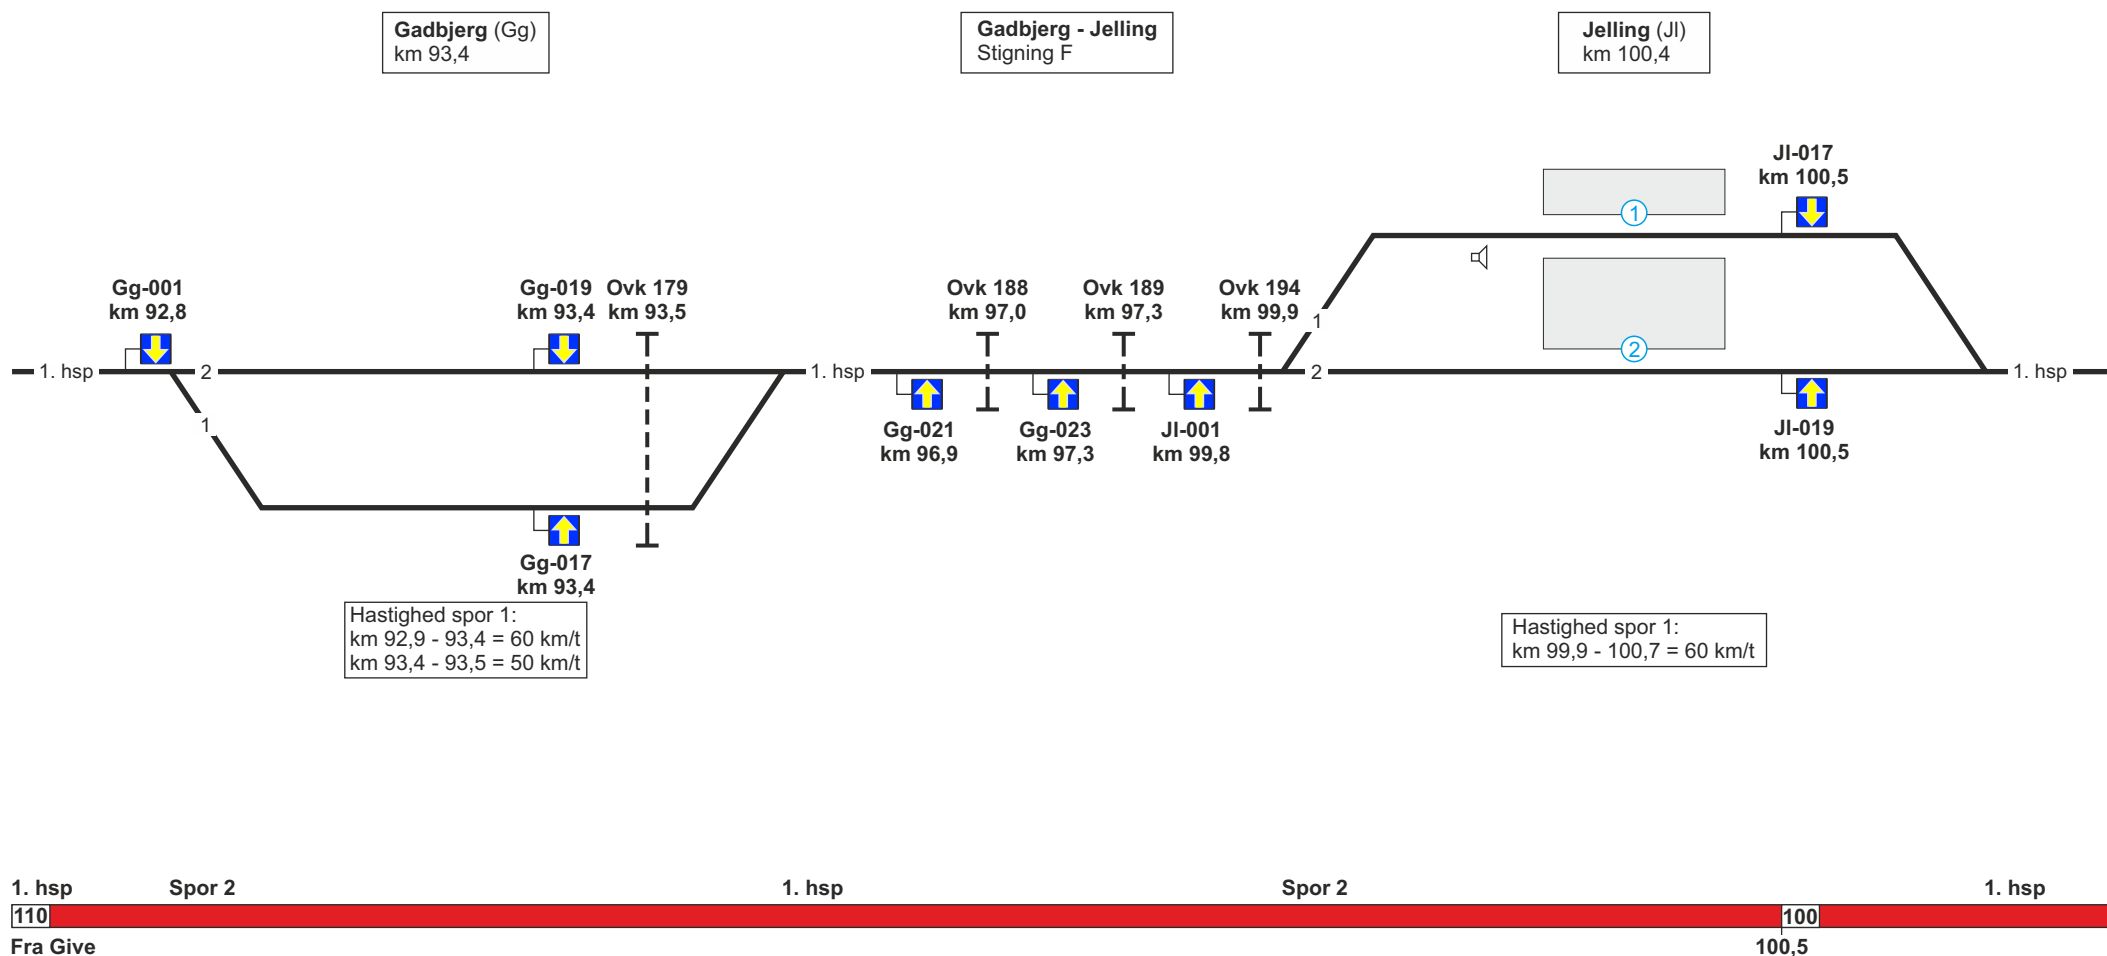 Gadbjerg (Gg)
km 93,4
Gadbjerg - Jelling
Stigning F
Jelling (Jl)
km 100,4
Jl-017
km 100,5
1
Gg-001
km 92,8
Gg-019
km 93,4
Ovk 179
km 93,5
Ovk 188
km 97,0
Ovk 189
km 97,3
Ovk 194
km 99,9
1
2
1. hsp
2
1. hsp
2
1. hsp
1
Gg-021
km 96,9
Gg-023
km 97,3
Jl-001
km 99,8
Jl-019
km 100,5
Gg-017
km 93,4
Hastighed spor 1:
km 92,9 - 93,4 = 60 km/t
km 93,4 - 93,5 = 50 km/t
Hastighed spor 1:
km 99,9 - 100,7 = 60 km/t
1. hsp
Spor 2
1. hsp
Spor 2
1. hsp
110
100
Fra Give
100,5